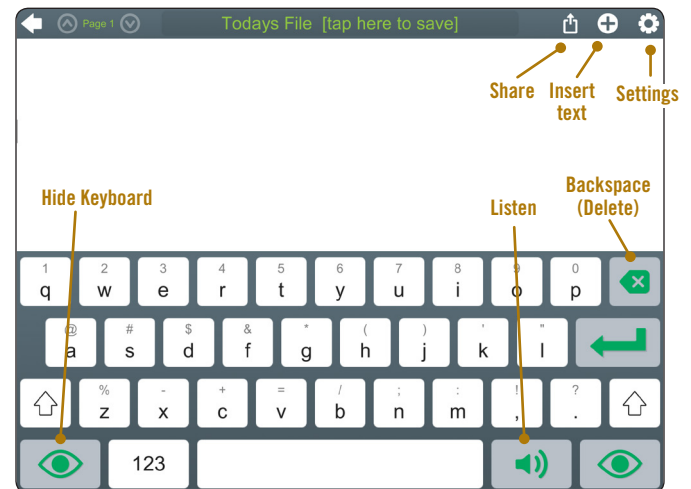 Page 1
Todays File [tap here to save]
Share
Insert
text
Settings
Hide Keyboard
Listen
Backspace
(Delete)
1 2 3 4 5 6 7 8 9 0
q w e r t y u i o p
@ # $ & * ( ) ' "
a s d f g h j k l
% - + = / ; : ! ?
z x c v b n m , .
123